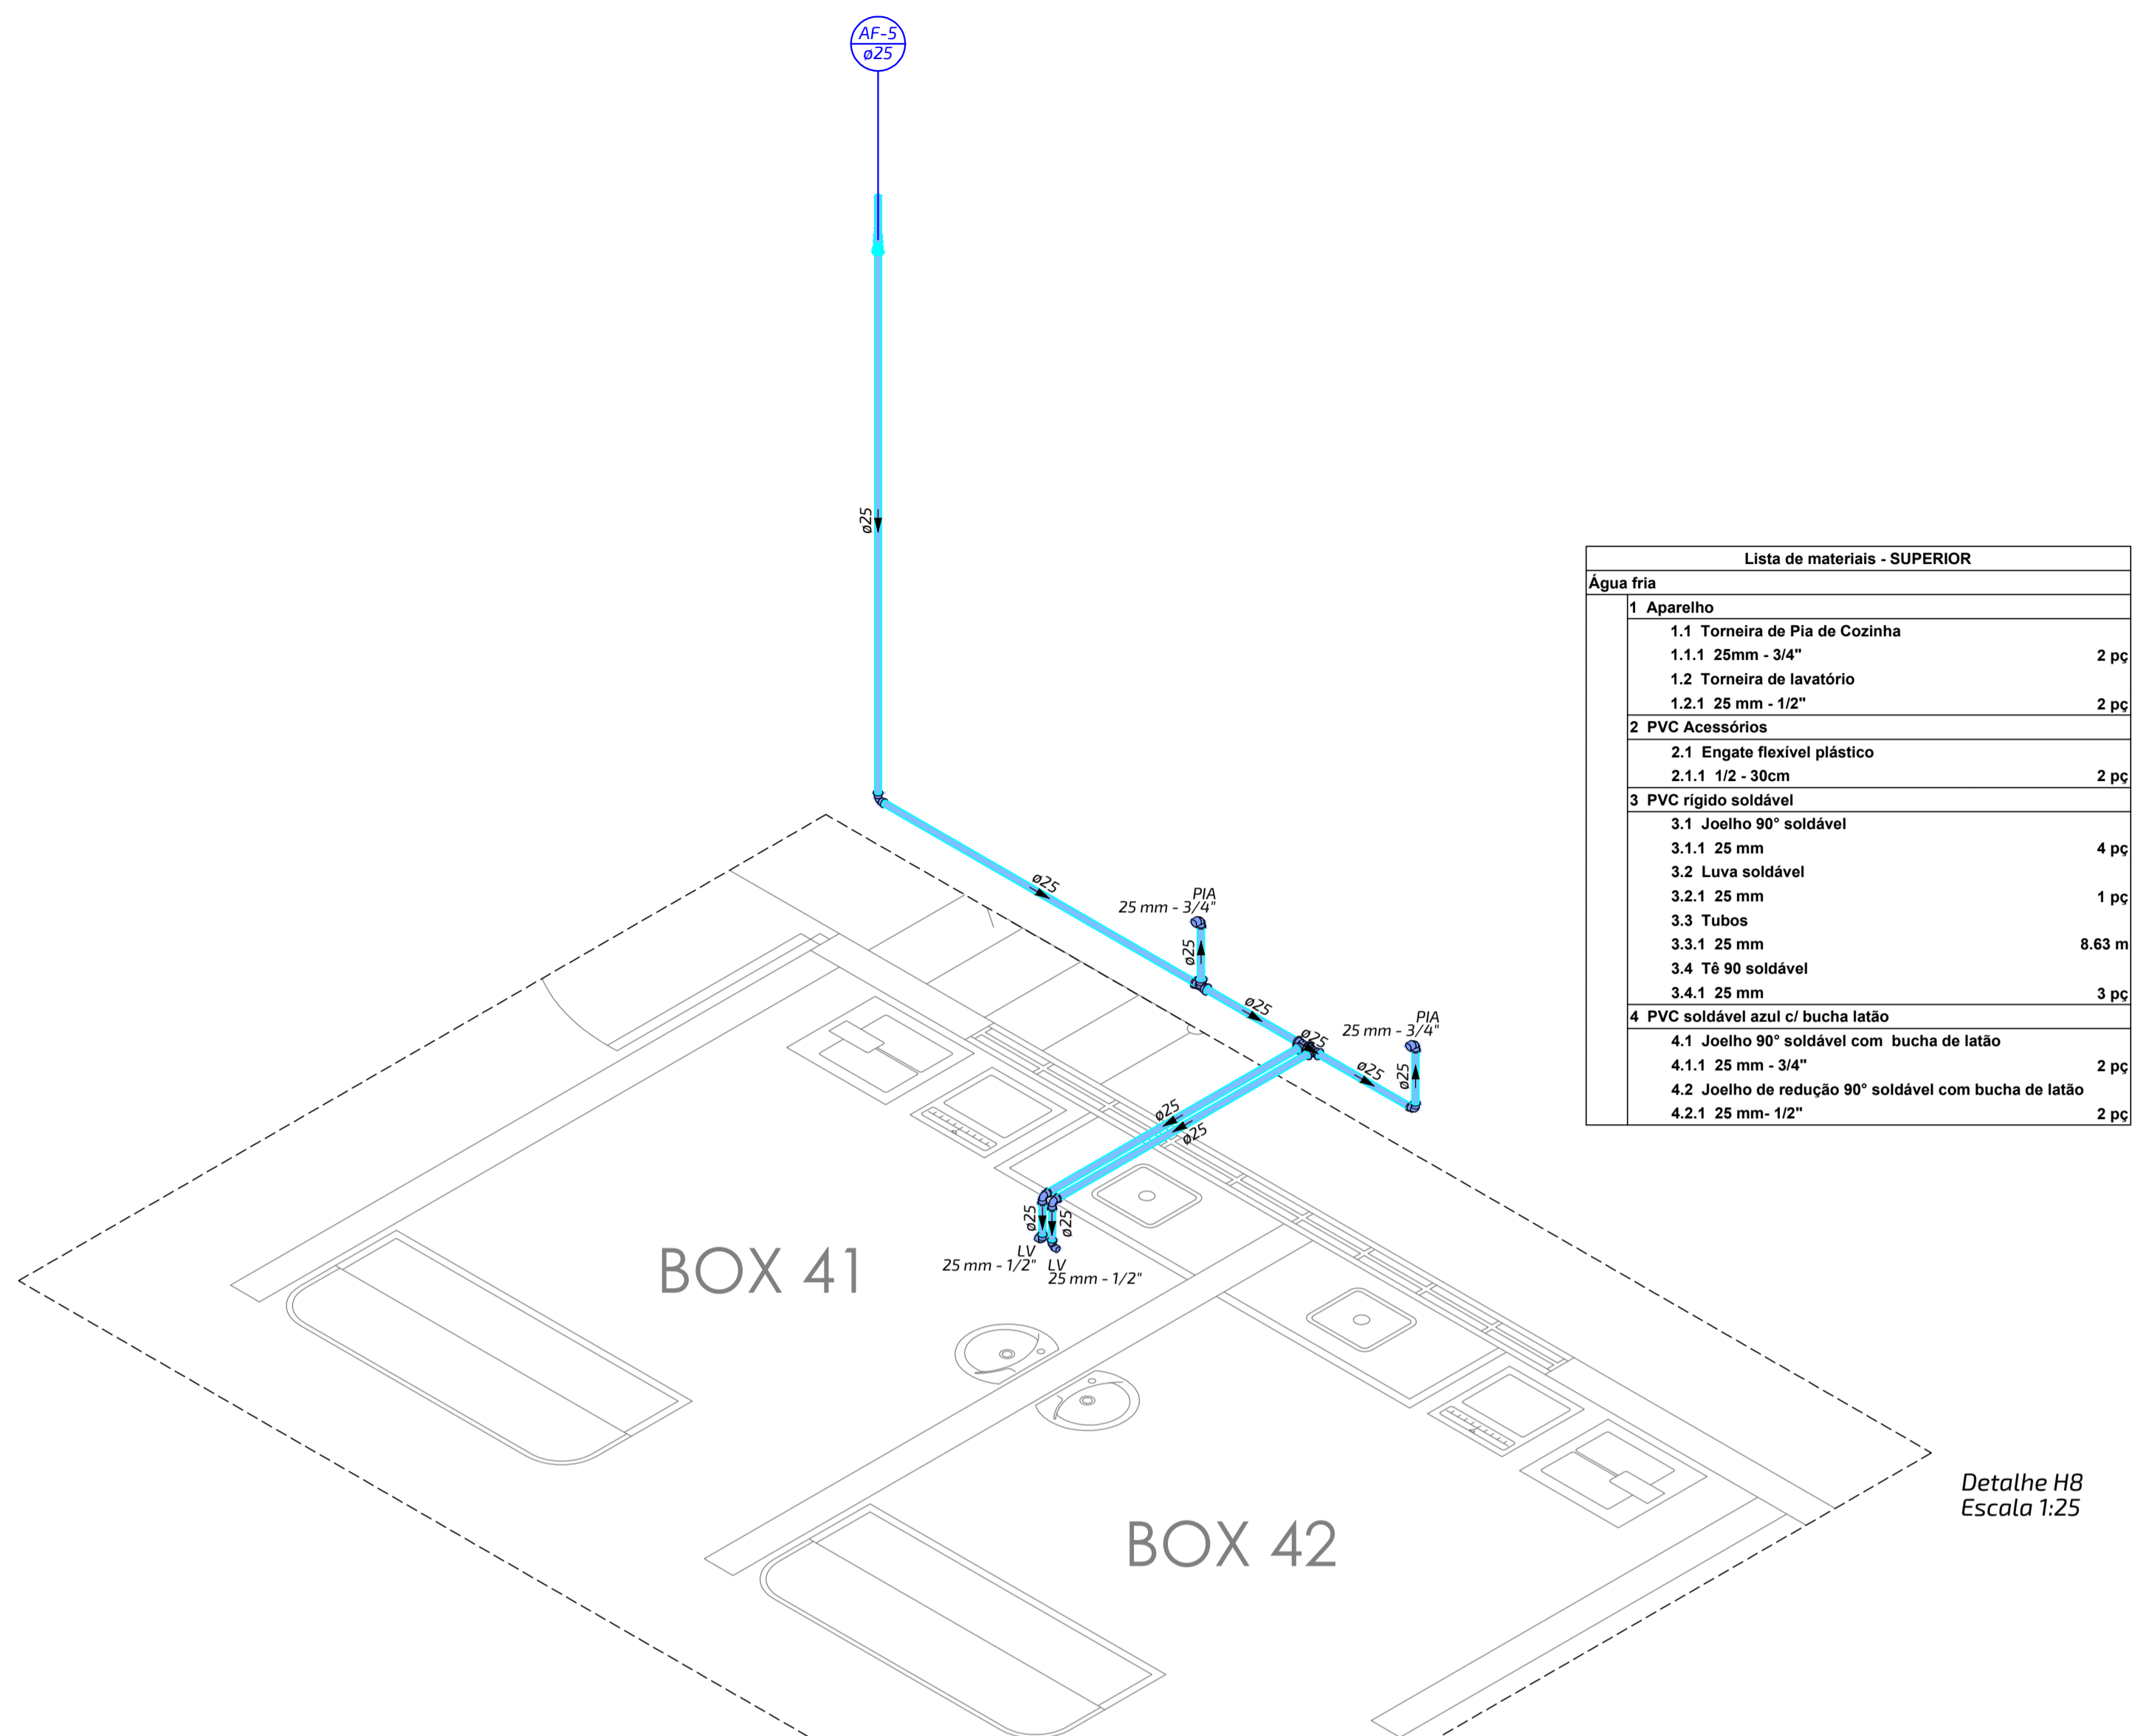 AF-5
ø25
ø25
ø25
PIA
25 mm - 3/4"
ø25
ø25
ø25
PIA
25 mm - 3/4"
ø25
ø25
ø25
ø25
ø25
ø25
LV
25 mm - 1/2"
LV
25 mm - 1/2"
BOX 41
BOX 42
Lista de materiais - SUPERIOR
Água fria
1 Aparelho
1.1 Torneira de Pia de Cozinha
1.1.1 25mm - 3/4" 2 pç
1.2 Torneira de lavatório
1.2.1 25 mm - 1/2" 2 pç
2 PVC Acessórios
2.1 Engate flexível plástico
2.1.1 1/2 - 30cm 2 pç
3 PVC rígido soldável
3.1 Joelho 90° soldável
3.1.1 25 mm 4 pç
3.2 Luva soldável
3.2.1 25 mm 1 pç
3.3 Tubos
3.3.1 25 mm 8.63 m
3.4 Tê 90 soldável
3.4.1 25 mm 3 pç
4 PVC soldável azul c/ bucha latão
4.1 Joelho 90° soldável com bucha de latão
4.1.1 25 mm - 3/4" 2 pç
4.2 Joelho de redução 90° soldável com bucha de latão
4.2.1 25 mm- 1/2" 2 pç
Detalhe H8
Escala 1:25